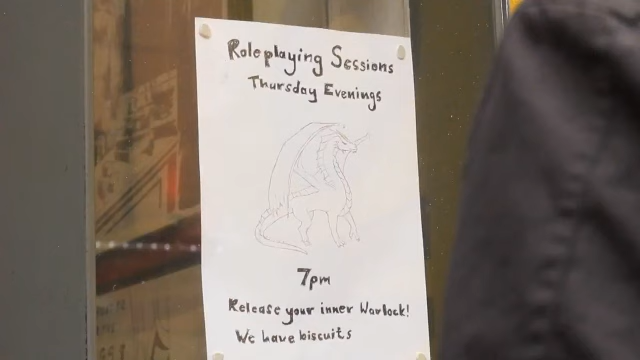 Roleplaying Sessions
Thursday Evenings
7pm
Release your inner Warlock!
We have biscuits